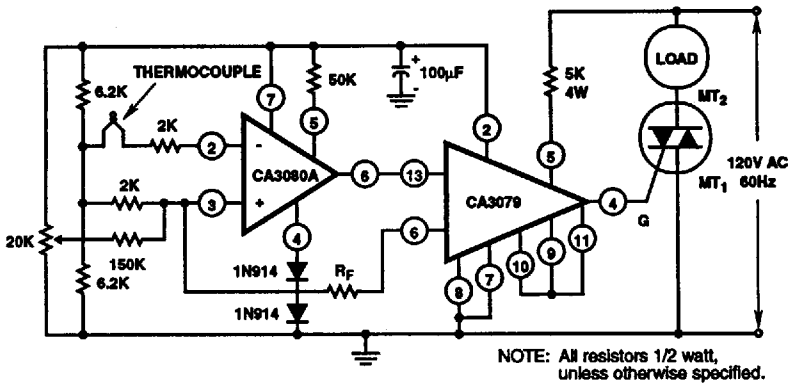 THERMOCOUPLE
6.2K
2K
7
50K
5
+
100μF
-
2
5K
4W
5
LOAD
MT2
MT1
120V AC
60Hz
2
-
CA3080A
6
13
CA3079
4
G
2K
3
+
4
6
20K
150K
6.2K
1N914
RF
1N914
8
7
10
9
11
NOTE: All resistors 1/2 watt,
unless otherwise specified.